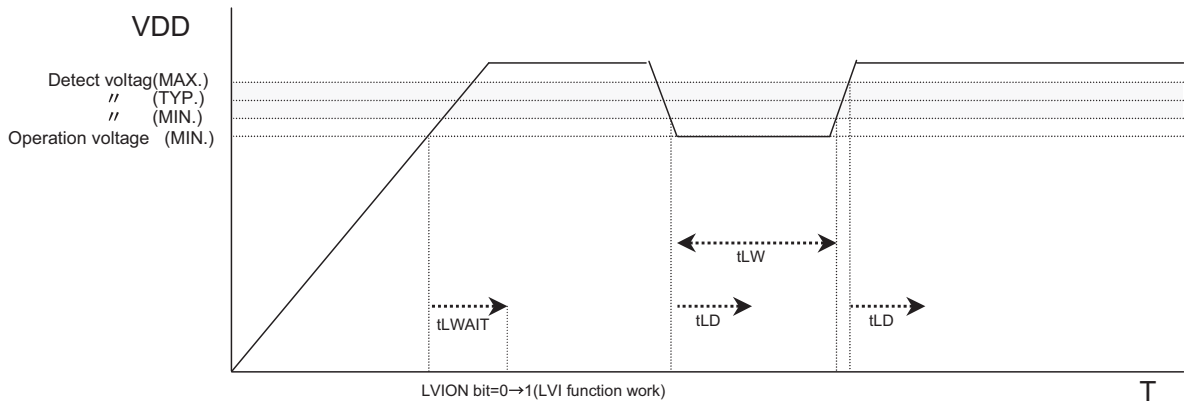 VDD
Detect voltag(MAX.)
〃 (TYP.)
〃 (MIN.)
Operation voltage (MIN.)
tLW
tLWAIT
tLD
tLD
LVION bit=0→1(LVI function work)
T